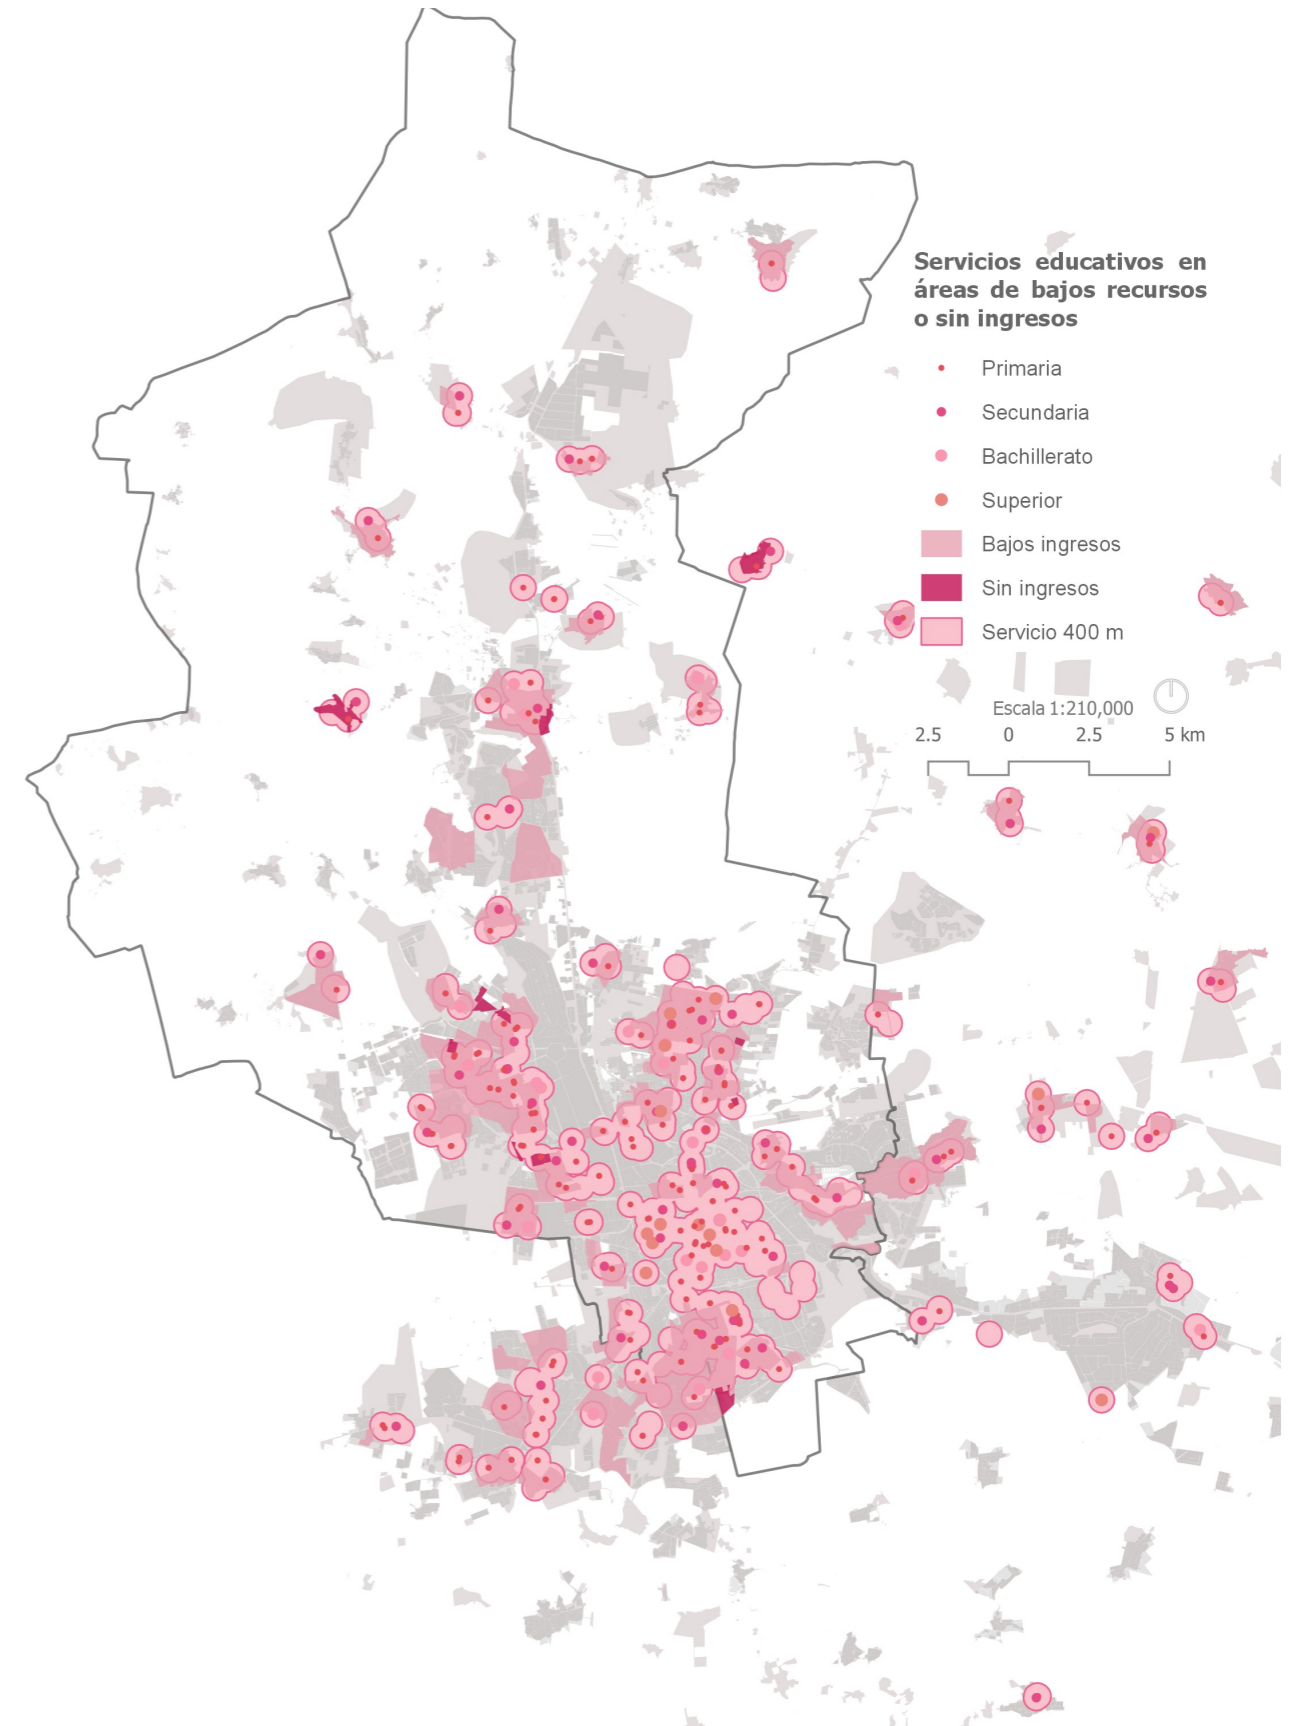 Servicios educativos en
áreas de bajos recursos
o sin ingresos
Primaria
Secundaria
Bachillerato
Superior
Bajos ingresos
Sin ingresos
Servicio 400 m
Escala 1:210,000
2.5 0 2.5 5 km